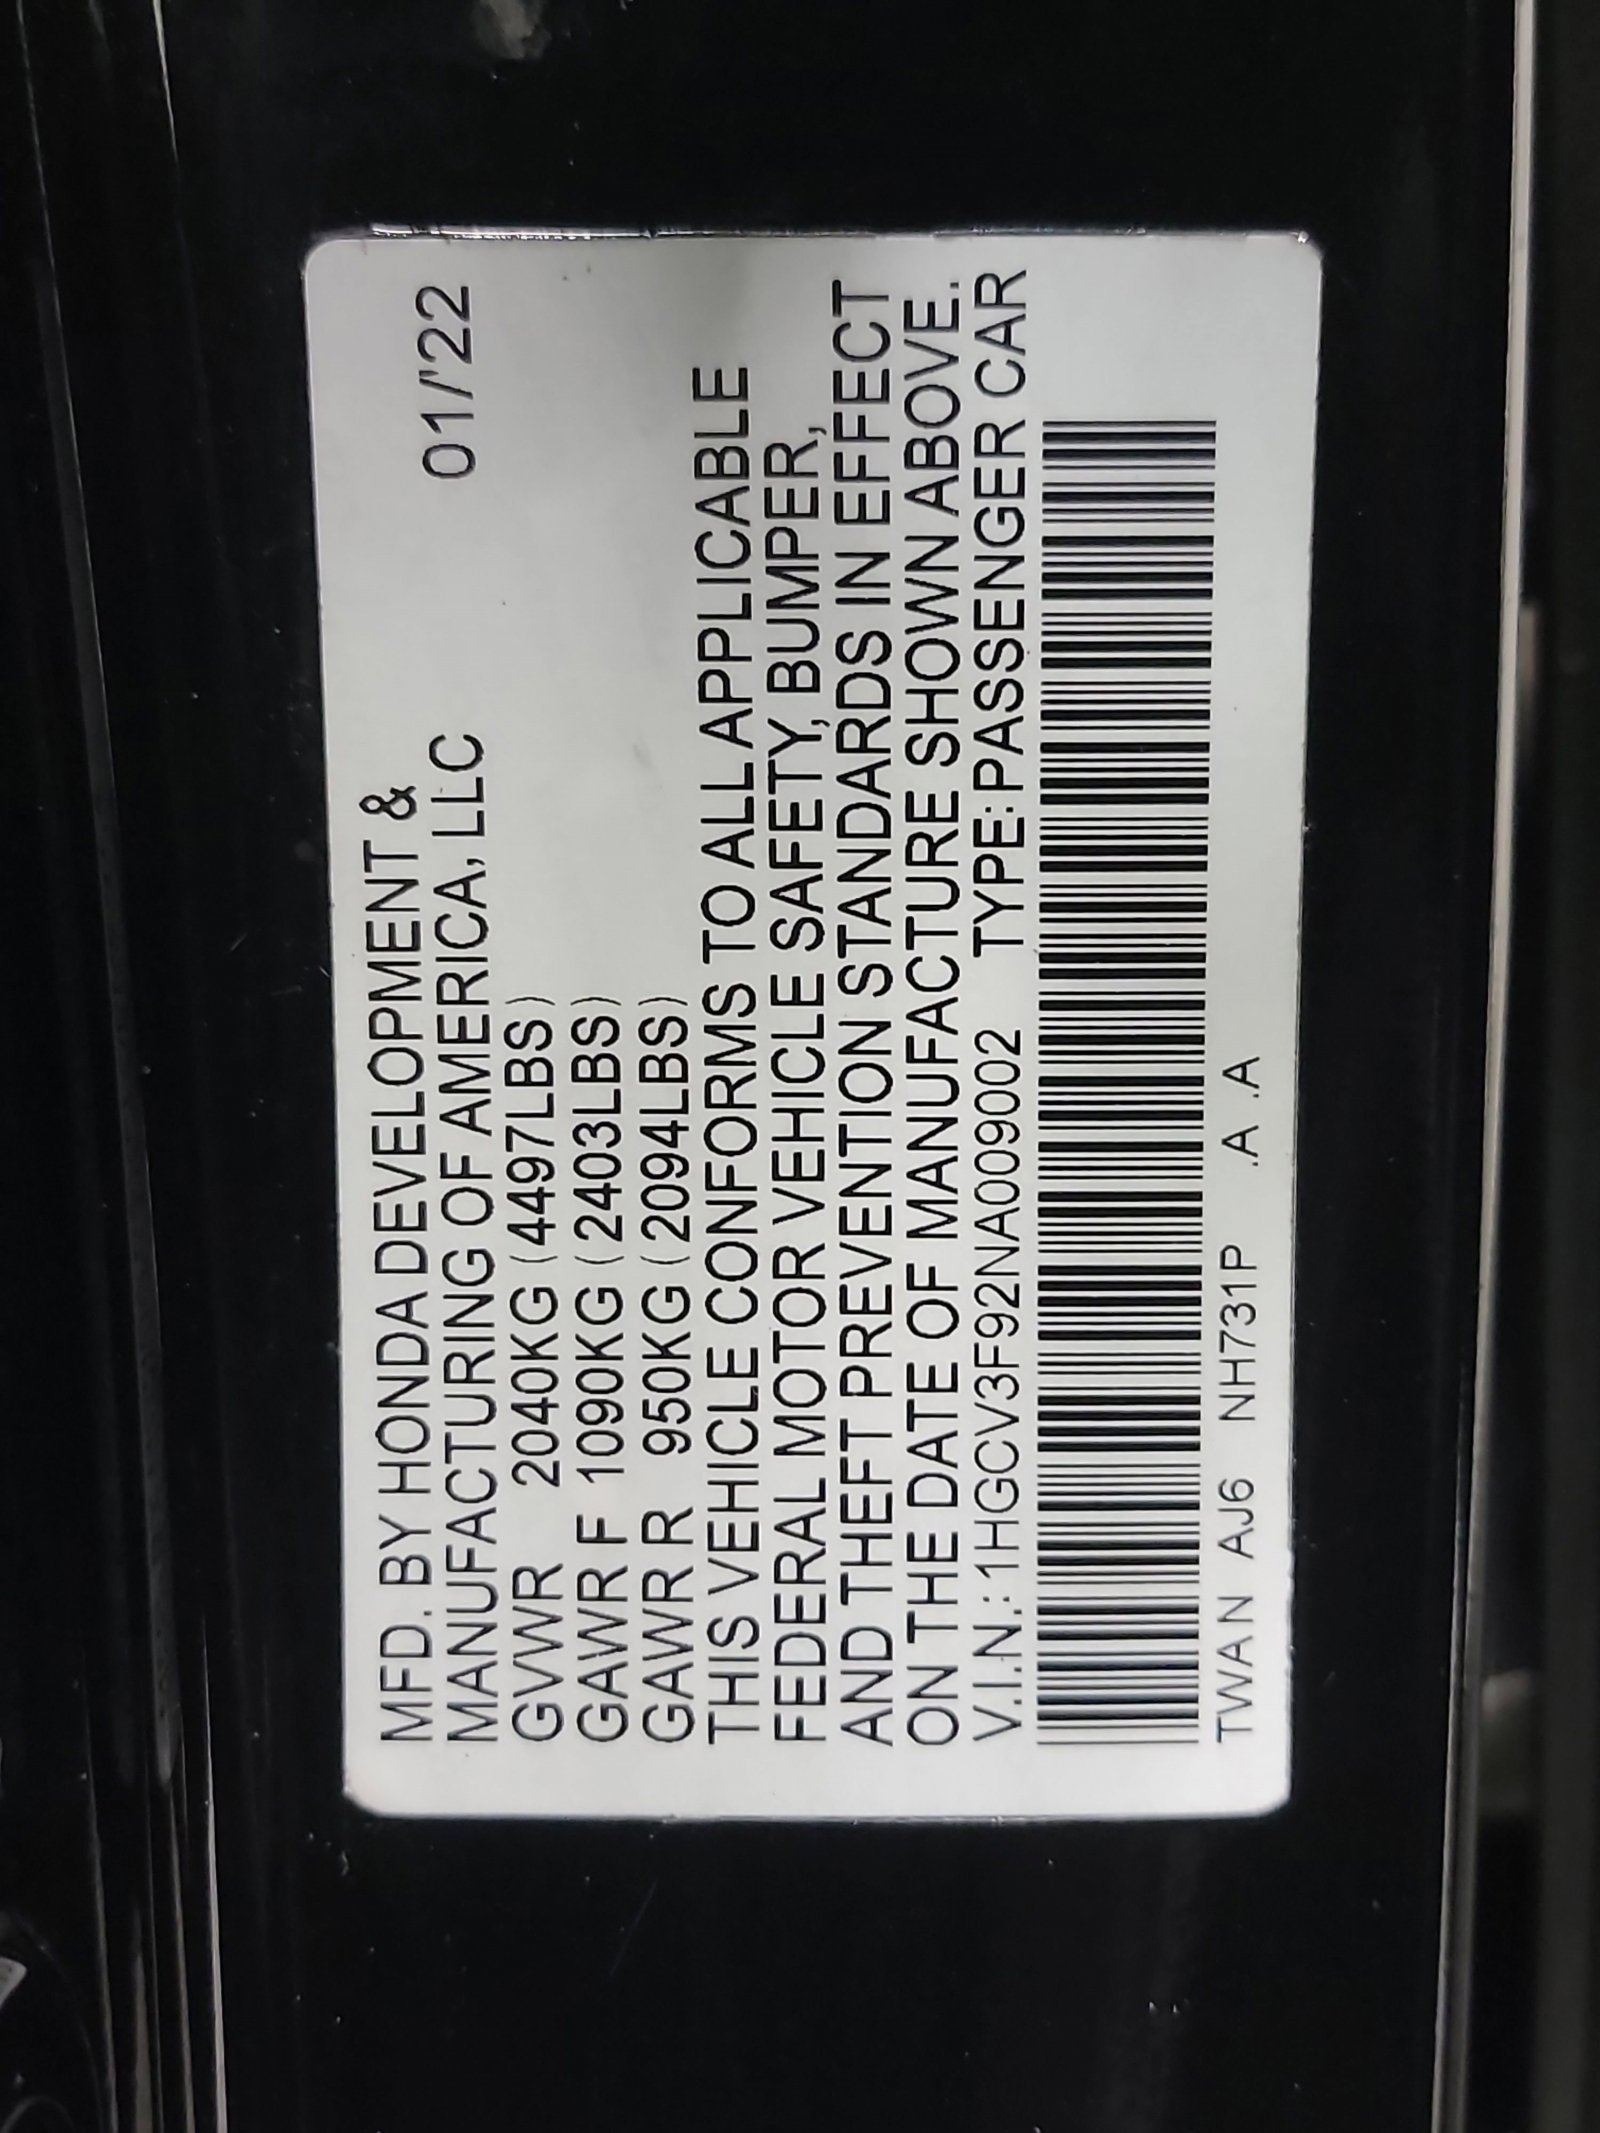 MFD. BY HONDA DEVELOPMENT &
MANUFACTURING OF AMERICA, LLC 01/'22
GVWR 2040KG (4497LBS)
GAWR F 1090KG (2403LBS)
GAWR R 950KG (2094LBS)
THIS VEHICLE CONFORMS TO ALL APPLICABLE
FEDERAL MOTOR VEHICLE SAFETY, BUMPER,
AND THEFT PREVENTION STANDARDS IN EFFECT
ON THE DATE OF MANUFACTURE SHOWN ABOVE.
V.I.N.: 1HGCV3F92NA009002 TYPE:PASSENGER CAR
TWAN AJ6 NH731P .A .A